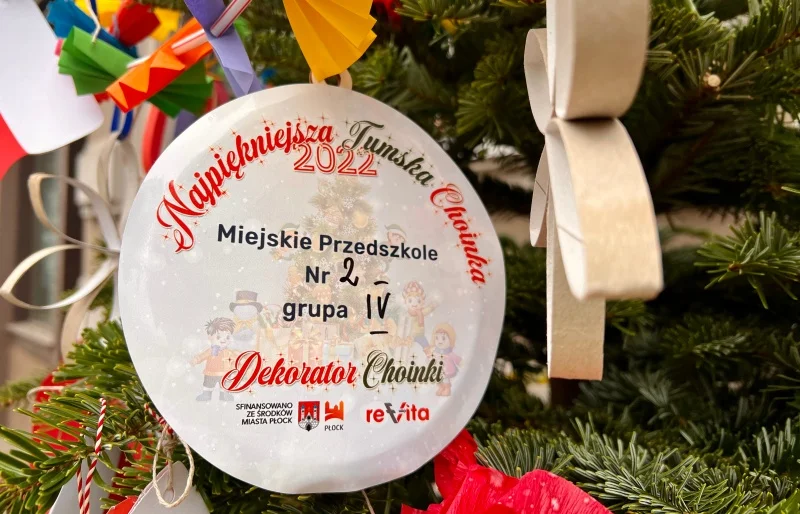 Najpiękniejsza Tumska Choinka
2022
Miejskie Przedszkole
Nr 2
grupa IV
Dekorator Choinki
SFINANSOWANO
ZE ŚRODKÓW
MIASTA PŁOCK
PŁOCK
reVita